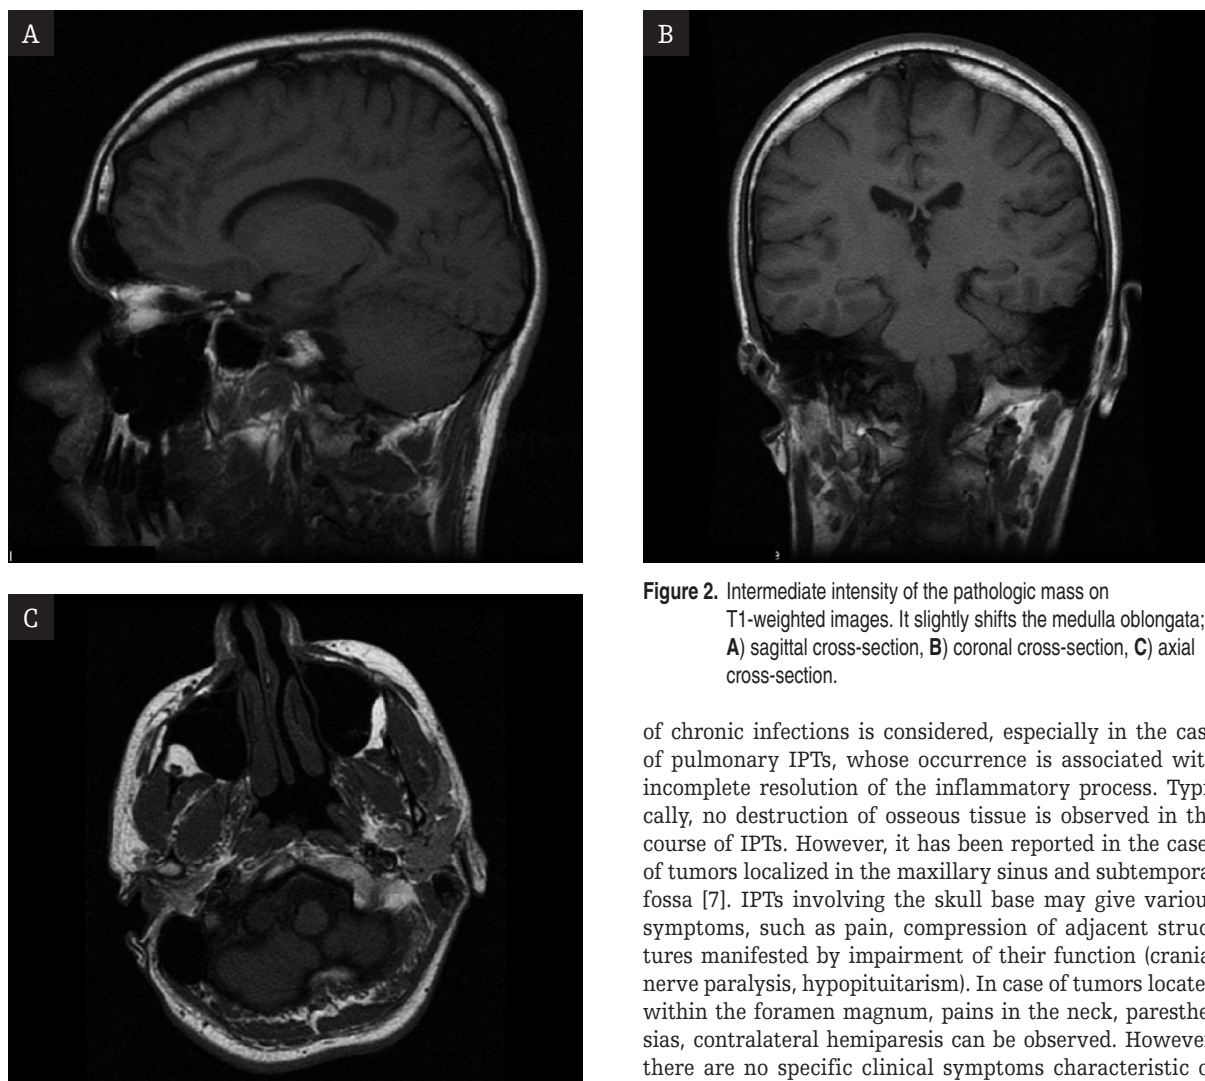 A
B
C
Figure 2. Intermediate intensity of the pathologic mass on
T1-weighted images. It slightly shifts the medulla oblongata;
A) sagittal cross-section, B) coronal cross-section, C) axial
cross-section.
of chronic infections is considered, especially in the cas
of pulmonary IPTs, whose occurrence is associated wit
incomplete resolution of the inflammatory process. Typi
cally, no destruction of osseous tissue is observed in th
course of IPTs. However, it has been reported in the case
of tumors localized in the maxillary sinus and subtempora
fossa [7]. IPTs involving the skull base may give variou
symptoms, such as pain, compression of adjacent struc
tures manifested by impairment of their function (crania
nerve paralysis, hypopituitarism). In case of tumors locate
within the foramen magnum, pains in the neck, paresthe
sias, contralateral hemiparesis can be observed. However
there are no specific clinical symptoms characteristic o